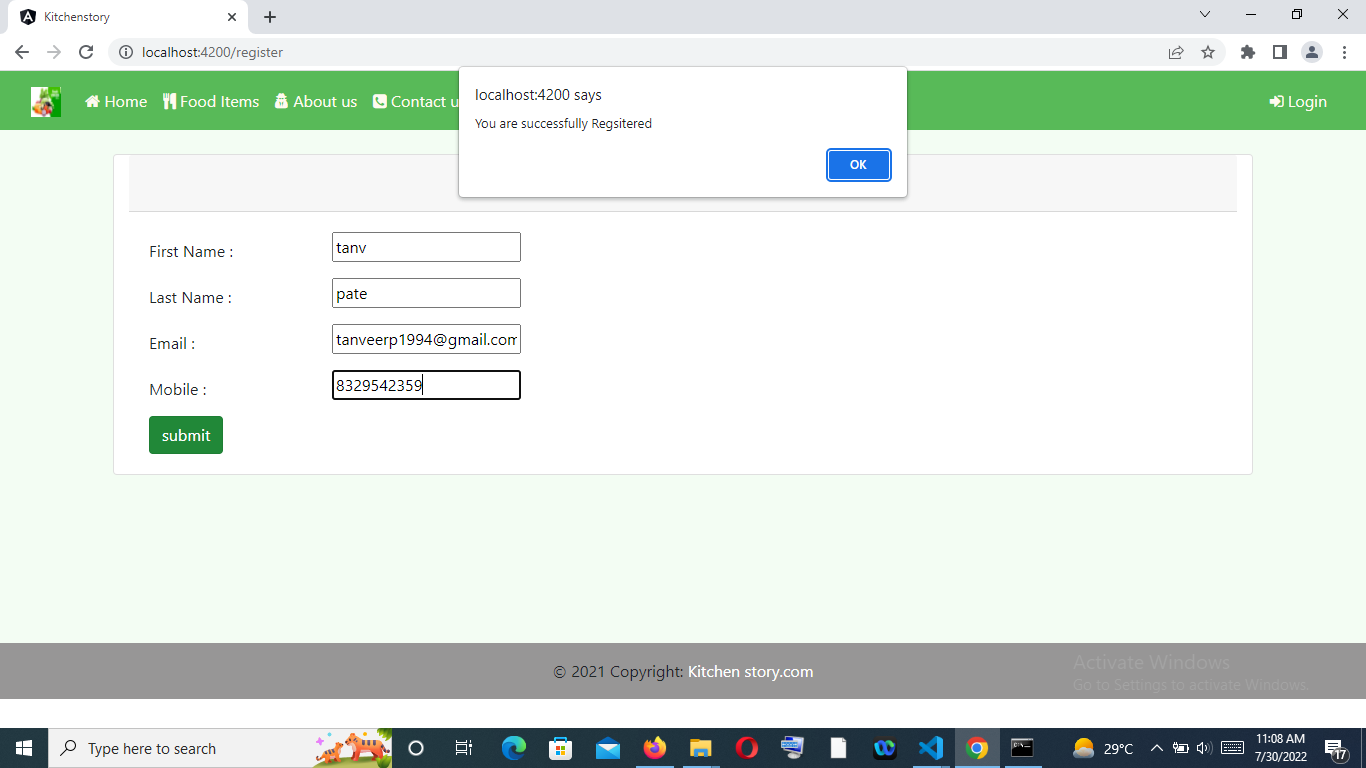 Kitchenstory
localhost:4200/register
localhost:4200 says
You are successfully Regsitered
OK
Home Food Items About us Contact u
Login
First Name : tanv
Last Name : pate
Email : tanveerp1994@gmail.com
Mobile : 8329542359
submit
© 2021 Copyright: Kitchen story.com
Activate Windows
Go to Settings to activate Windows.
Type here to search
29°C
11:08 AM
7/30/2022
17